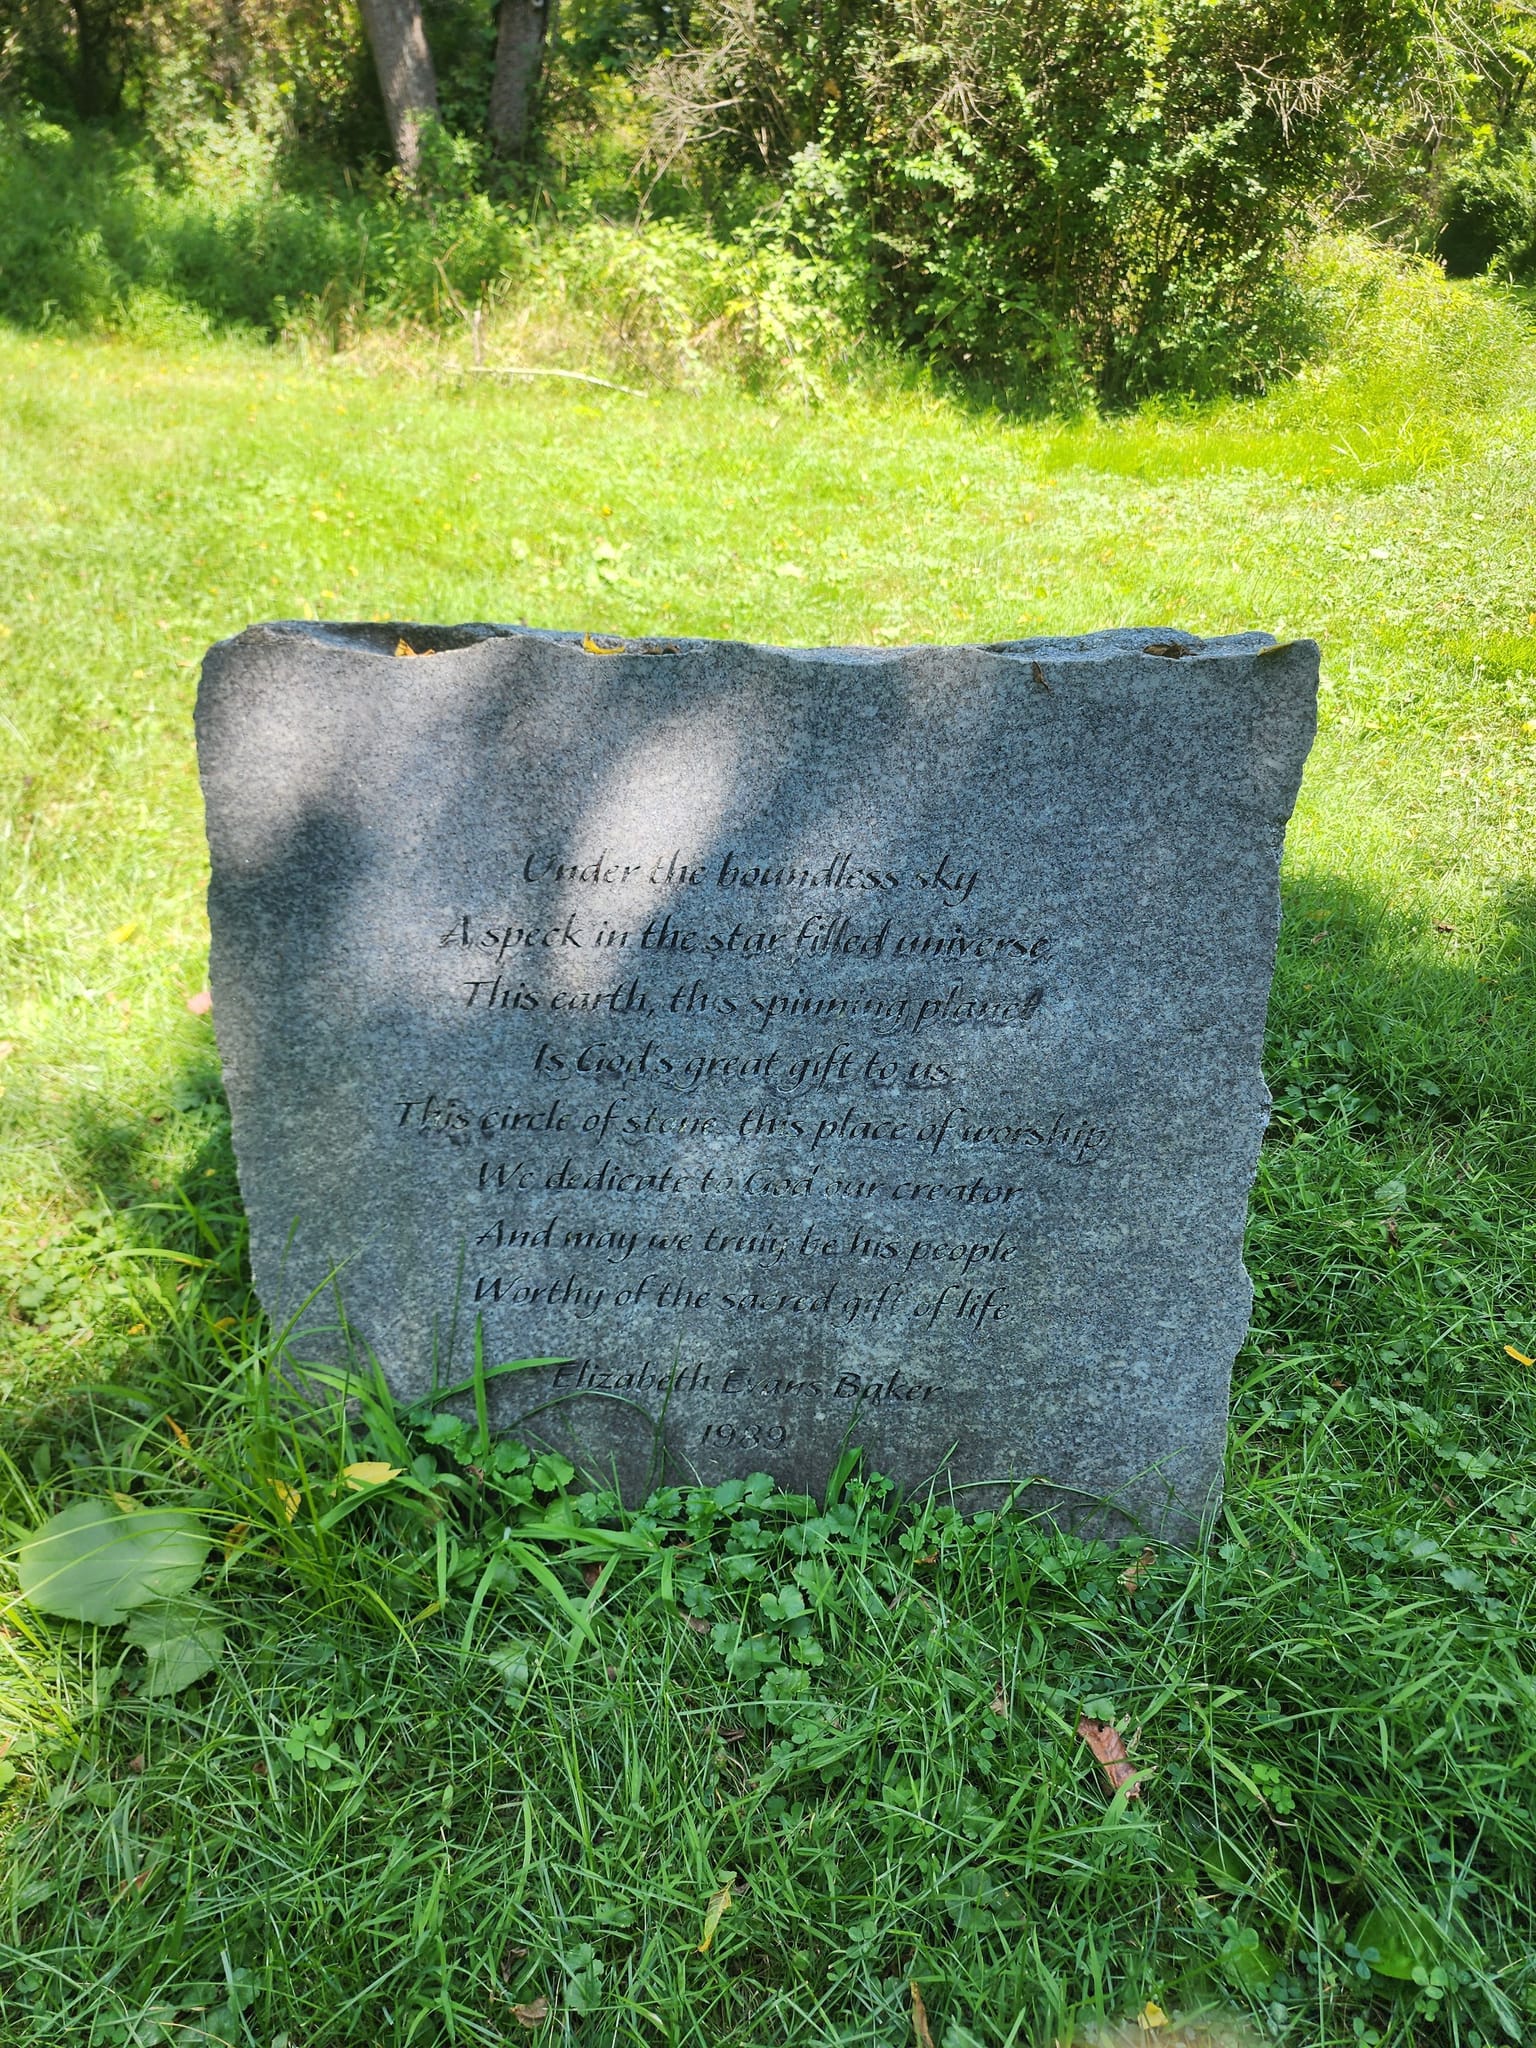 Under the boundless sky
A speck in the star filled universe,
This earth, this spinning planet
Is God's great gift to us.
This circle of stone, this place of worship,
We dedicate to God our creator
And may we truly be his people
Worthy of the sacred gift of life.
Elizabeth Evans Baker
1989